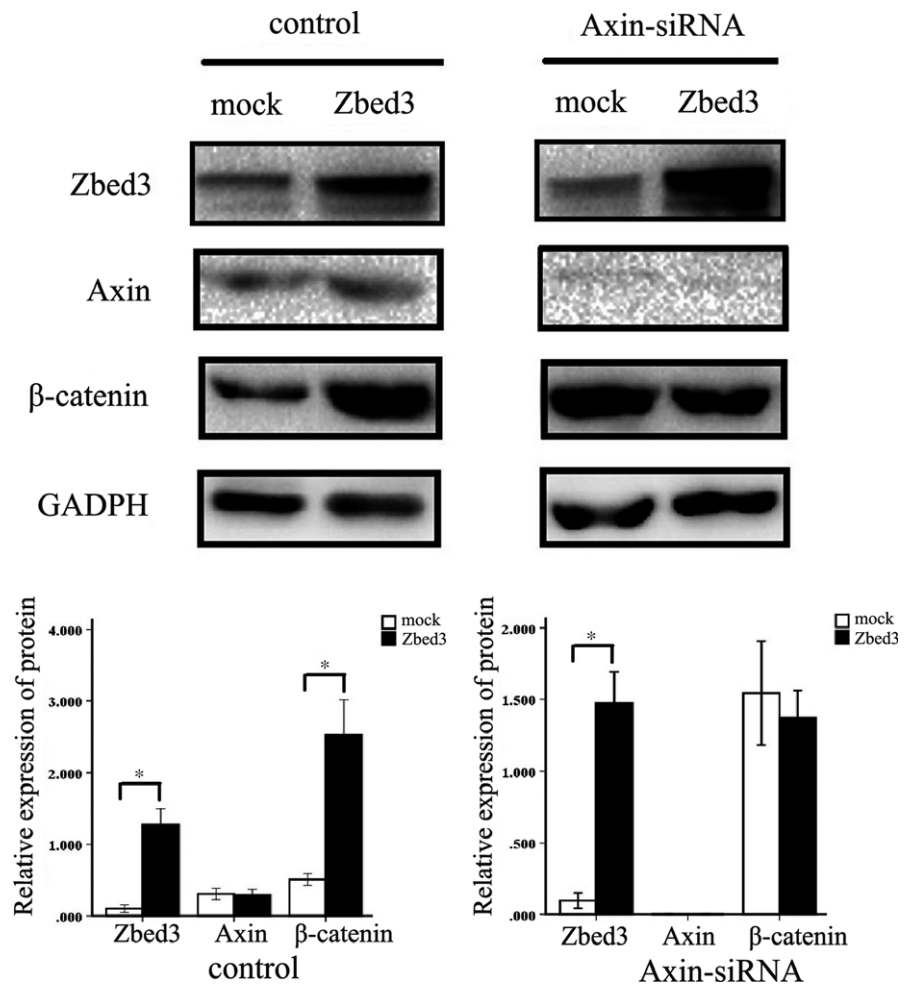 control Axin-siRNA
mock Zbed3 mock Zbed3
Zbed3
Axin
β-catenin
GADPH
Relative expression of protein
4.000
3.000
2.000
1.000
.000
mock
Zbed3
*
*
Zbed3 Axin β-catenin
control
Relative expression of protein
2.000
1.500
1.000
.500
.000
mock
Zbed3
*
Zbed3 Axin β-catenin
Axin-siRNA